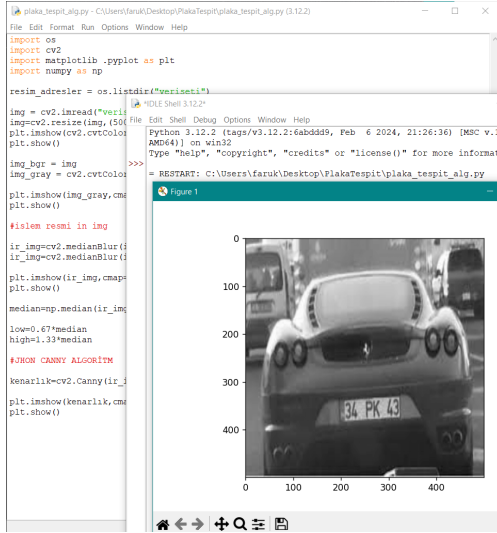 plaka_tespit_alg.py - C:\Users\faruk\Desktop\PlakaTespit\plaka_tespit_alg.py (3.12.2)
File Edit Format Run Options Window Help
import os
import cv2
import matplotlib .pyplot as plt
import numpy as np
resim_adresler = os.listdir("veriseti")
img = cv2.imread("veris
img=cv2.resize(img,(500
plt.imshow(cv2.cvtColor
plt.show()
img_bgr = img
img_gray = cv2.cvtColor
plt.imshow(img_gray,cma
plt.show()
#islem resmi in img
ir_img=cv2.medianBlur(i
ir_img=cv2.medianBlur(i
plt.imshow(ir_img,cmap=
plt.show()
median=np.median(ir_img
low=0.67*median
high=1.33*median
#JHON CANNY ALGORİTM
kenarlık=cv2.Canny(ir_i
plt.imshow(kenarlık,cma
plt.show()
*IDLE Shell 3.12.2*
File Edit Shell Debug Options Window Help
Python 3.12.2 (tags/v3.12.2:6abddd9, Feb 6 2024, 21:26:36) [MSC v.
AMD64)] on win32
Type "help", "copyright", "credits" or "license()" for more informat
>>>
= RESTART: C:\Users\faruk\Desktop\PlakaTespit\plaka_tespit_alg.py
Figure 1
0
100
200
300
400
34 PK 43
0 100 200 300 400